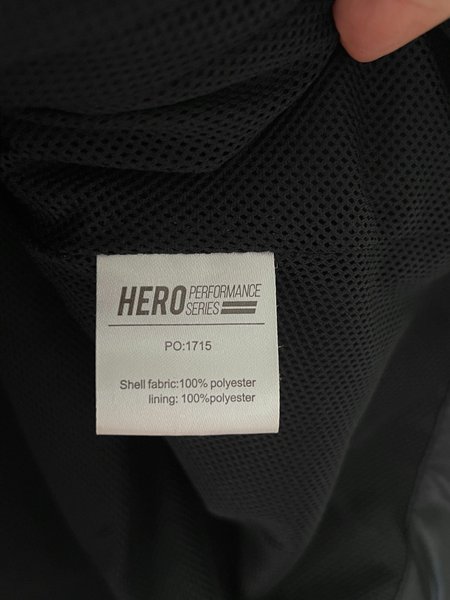 HERO PERFORMANCE
SERIES
PO:1715
Shell fabric:100% polyester
lining: 100%polyester